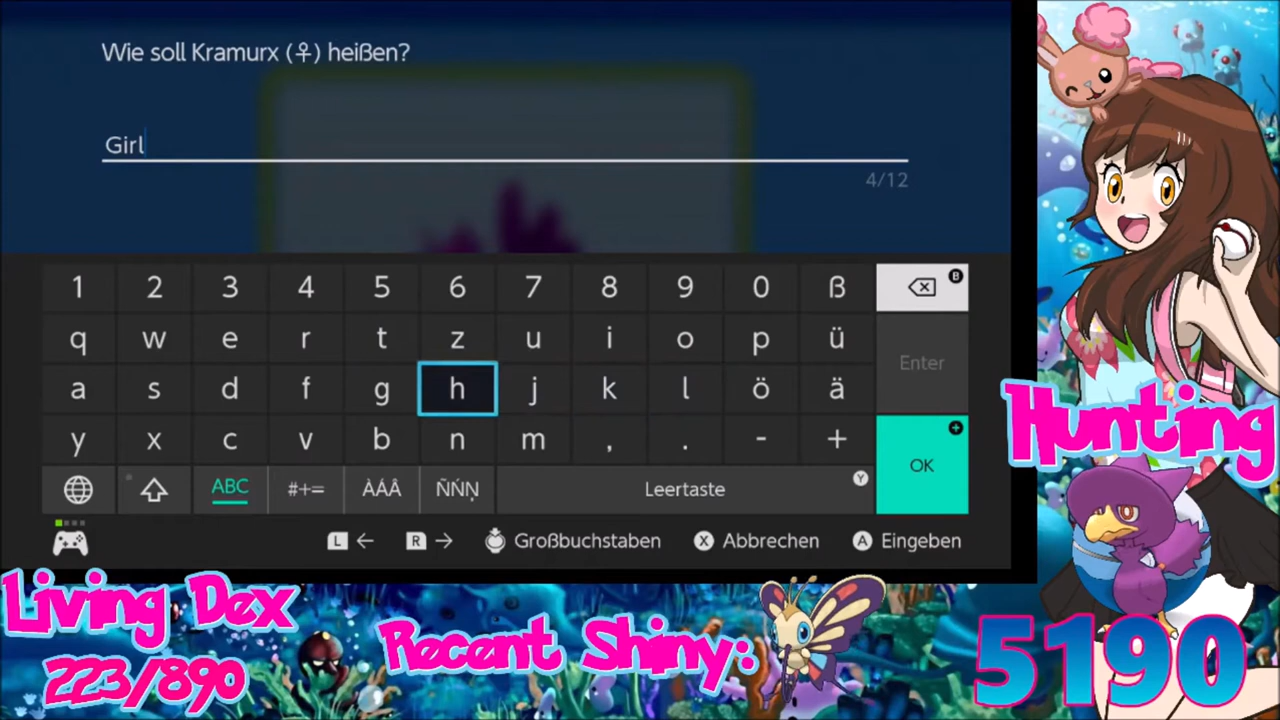 Wie soll Kramurx (♀) heißen?
Girl
4/12
1 2 3 4 5 6 7 8 9 0 ß B
q w e r t z u i o p ü
Enter
a s d f g h j k l ö ä
y x c v b n m , . - + +
OK
ABC #+= ÀÁÂ ÑŃŅ Leertaste Y
L ← R → Großbuchstaben X Abbrechen A Eingeben
Hunting
5190
Living Dex
223/890
Recent Shiny: